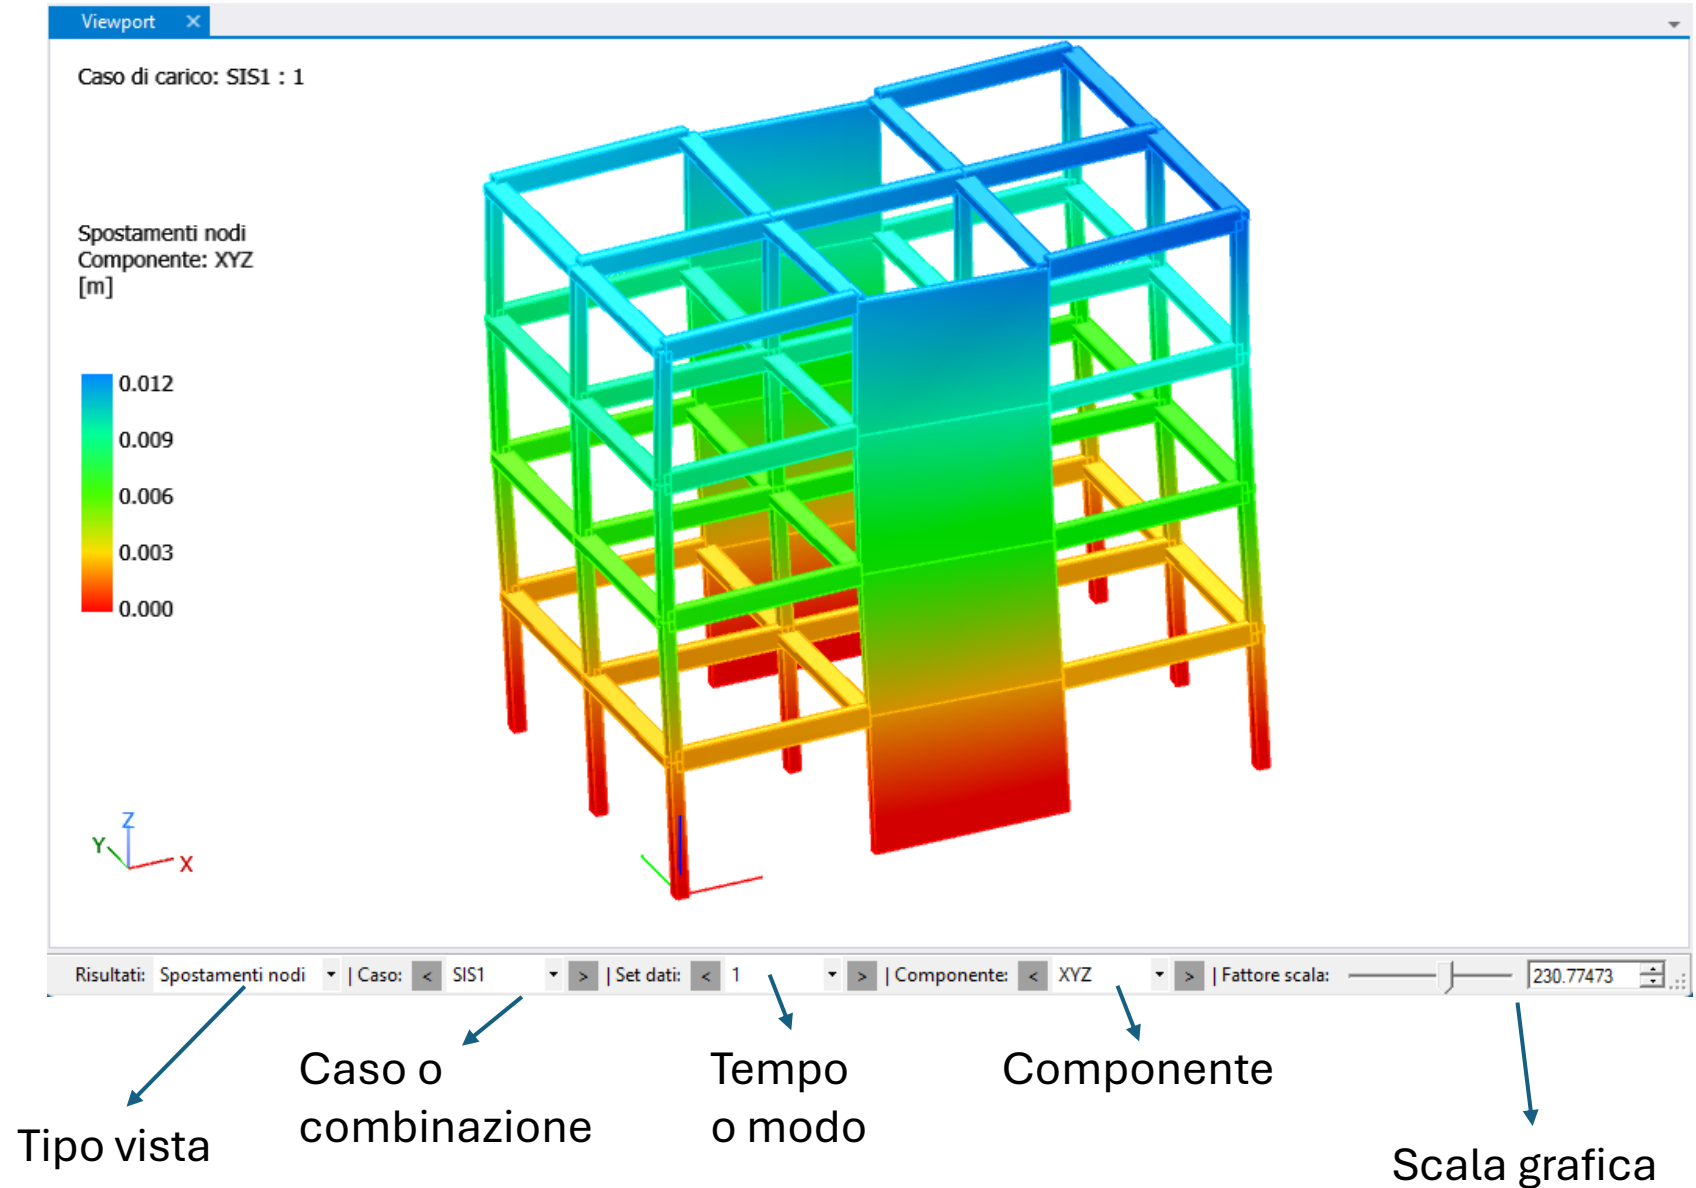 Viewport ×
Caso di carico: SIS1 : 1
Spostamenti nodi
Componente: XYZ
[m]
0.012
0.009
0.006
0.003
0.000
Z
Y
X
Risultati: Spostamenti nodi | Caso: < SIS1 > | Set dati: < 1 > | Componente: < XYZ > | Fattore scala: 230.77473
Caso o
combinazione
Tempo
o modo
Componente
Tipo vista
Scala grafica